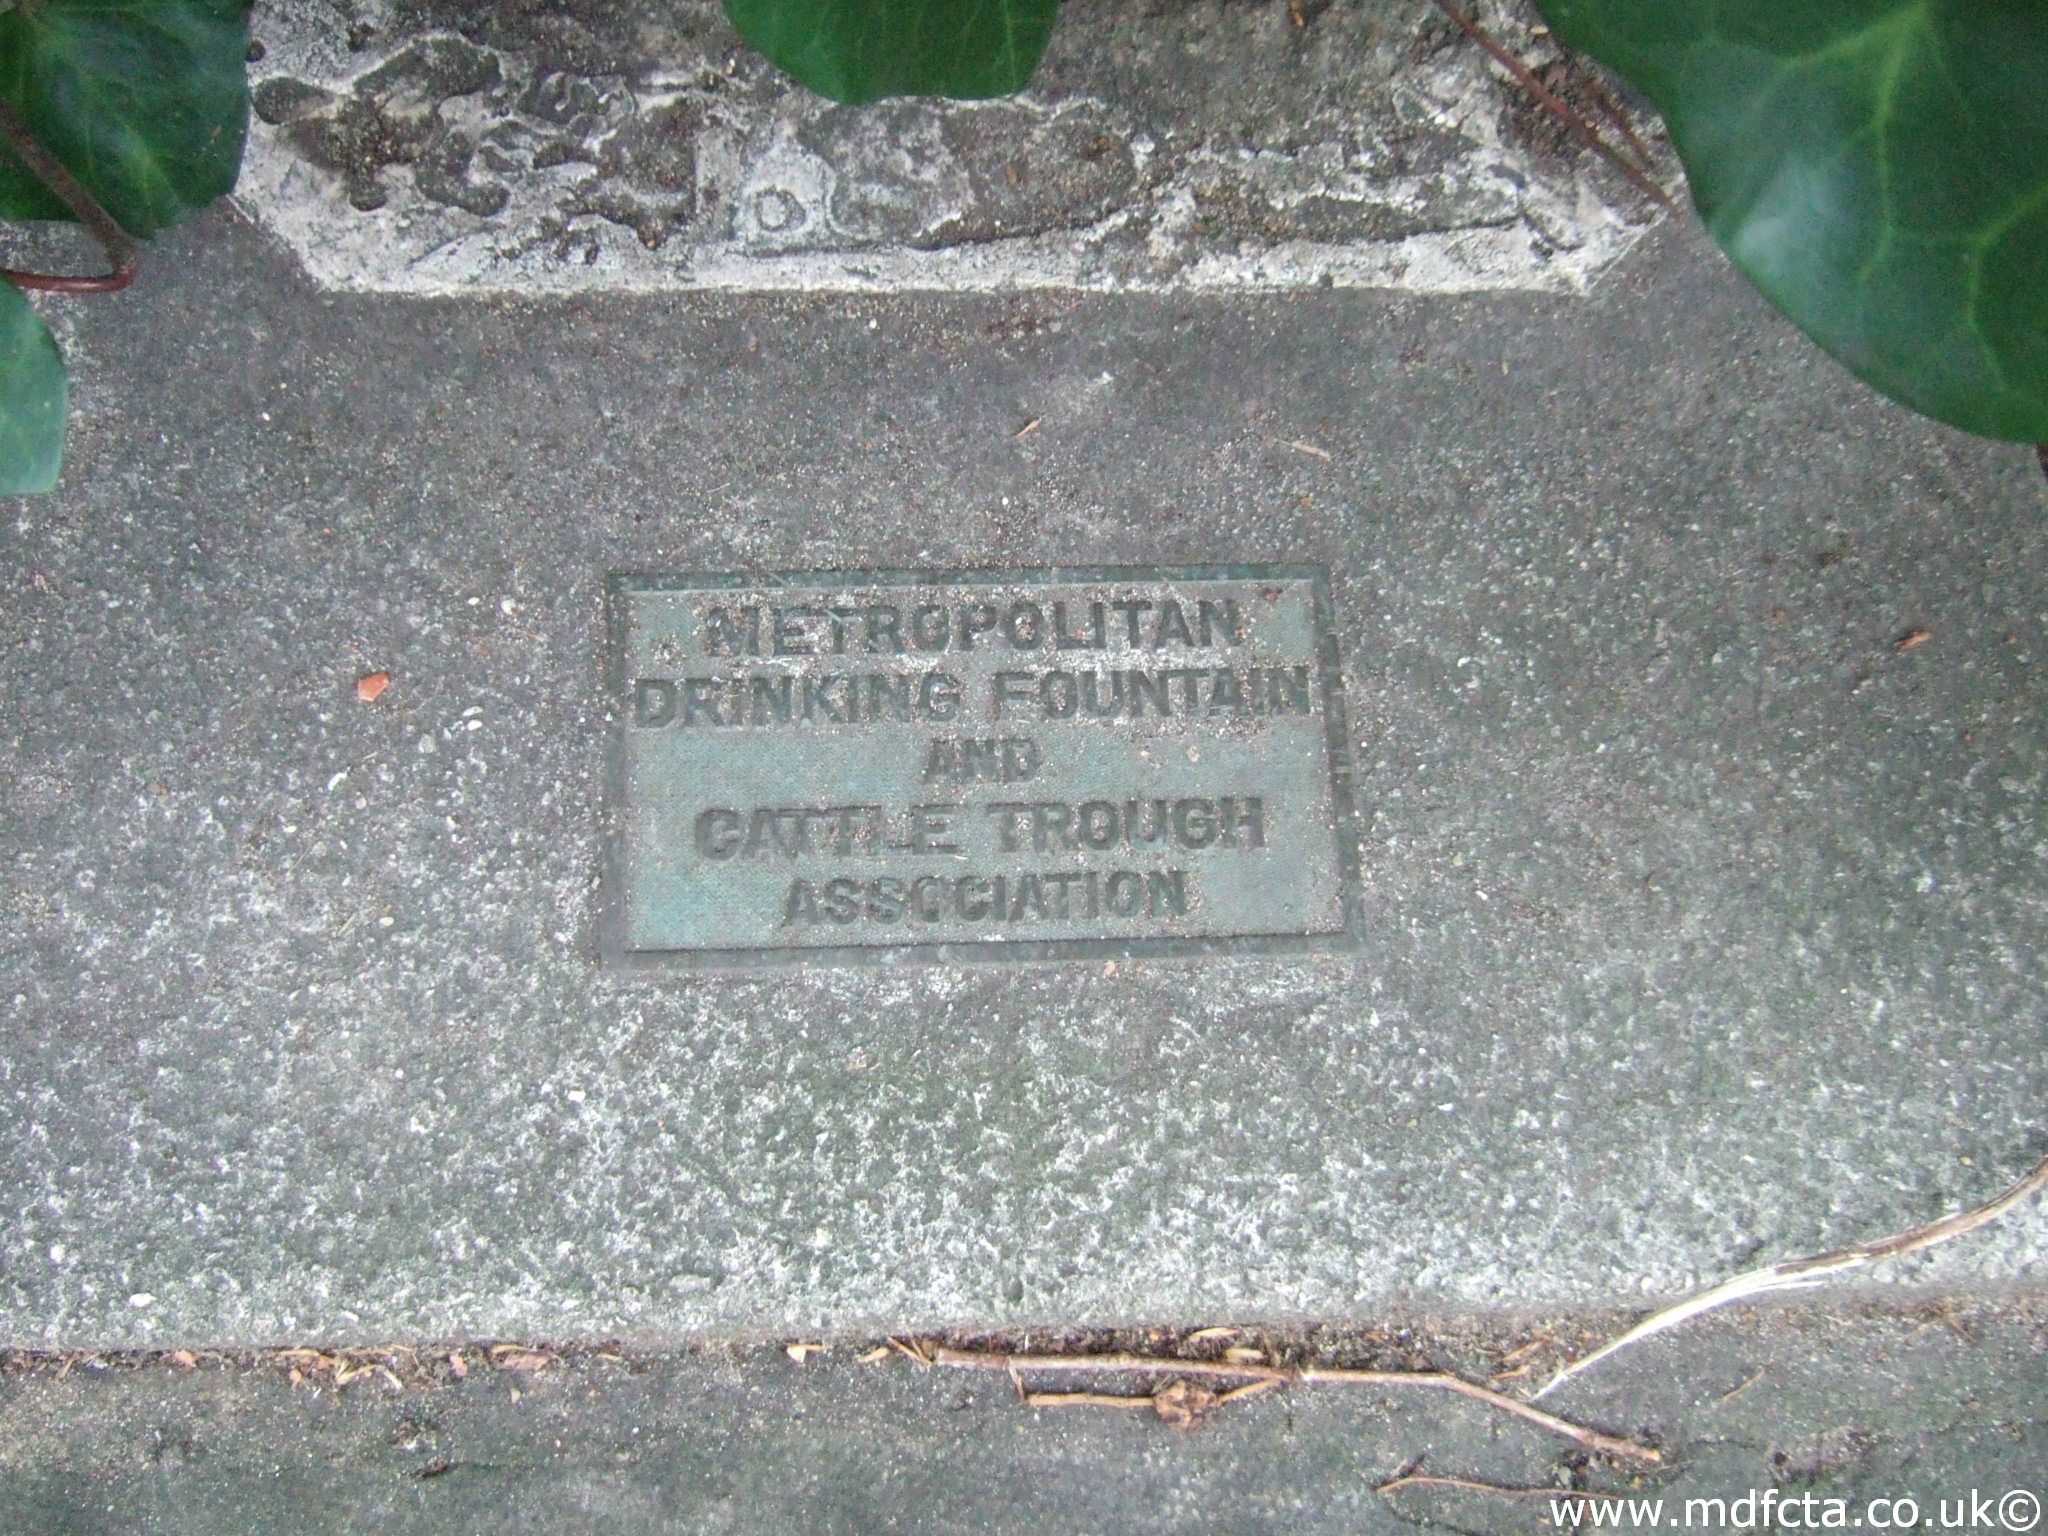 METROPOLITAN
DRINKING FOUNTAIN
AND
CATTLE TROUGH
ASSOCIATION
www.mdfcta.co.uk©